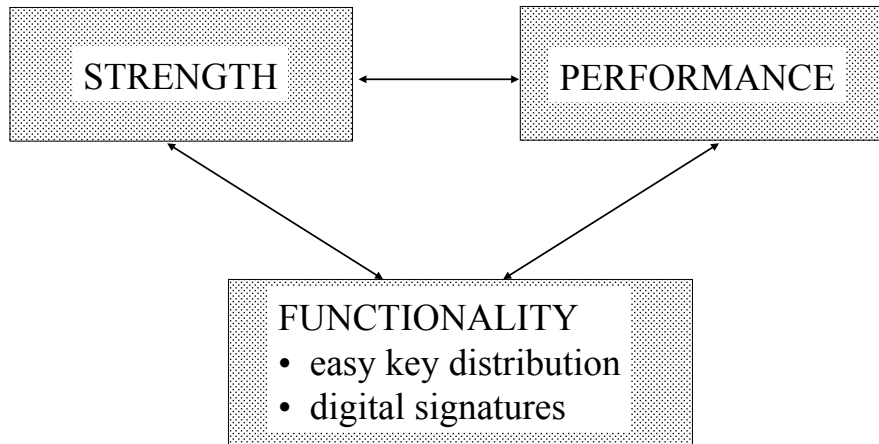 STRENGTH
PERFORMANCE
FUNCTIONALITY
• easy key distribution
• digital signatures